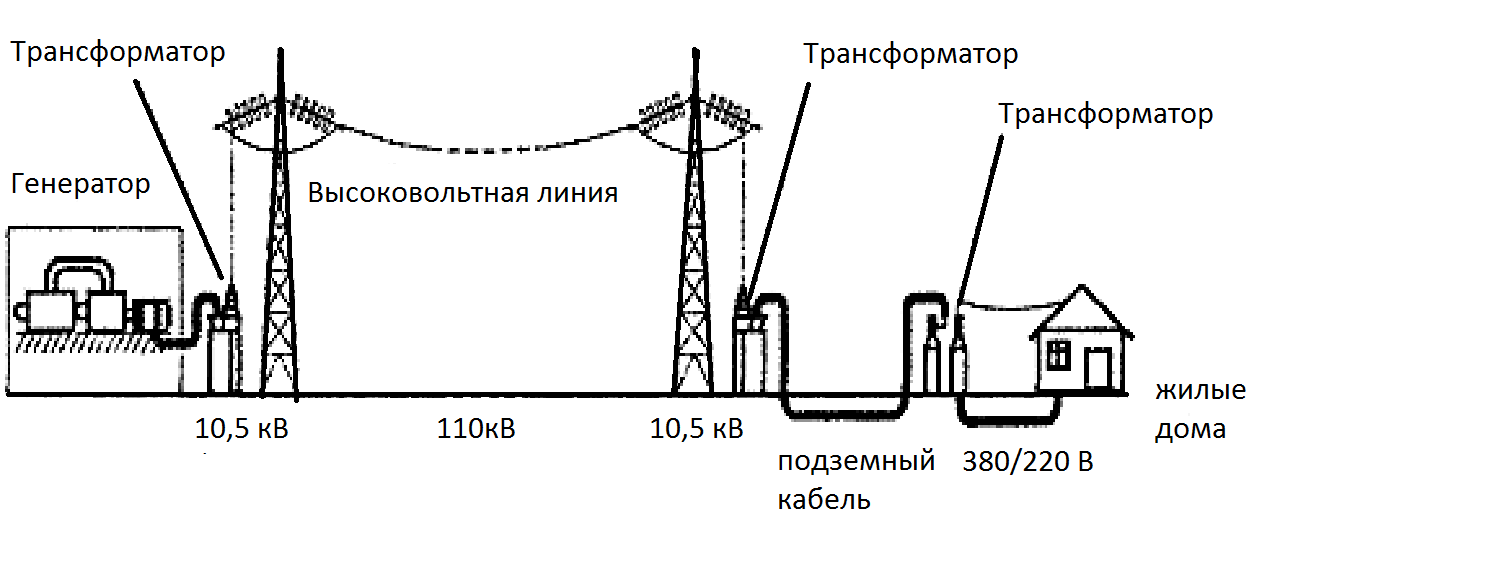 Трансформатор
Трансформатор
Трансформатор
Генератор
Высоковольтная линия
жилые
дома
10,5 кВ
110кВ
10,5 кВ
подземный
кабель
380/220 В